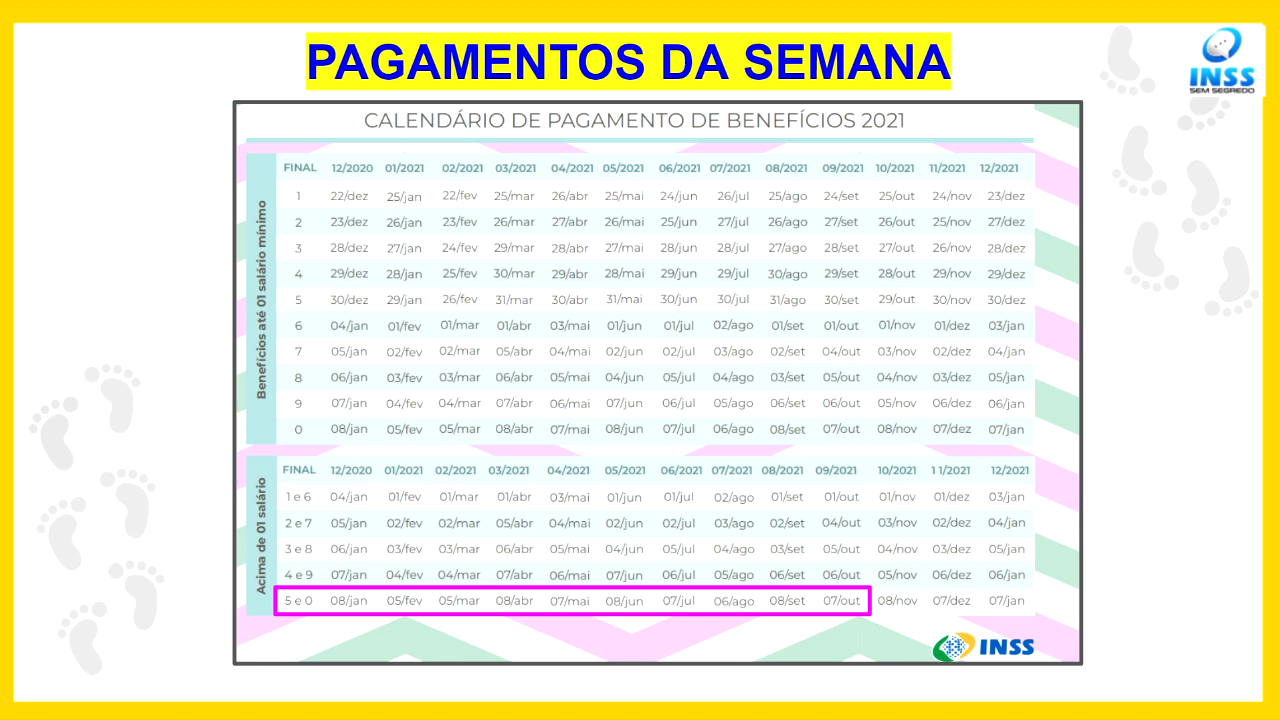 PAGAMENTOS DA SEMANA
INSS
SEM SEGREDO
CALENDÁRIO DE PAGAMENTO DE BENEFÍCIOS 2021
Benefícios até 01 salário mínimo
FINAL 12/2020 01/2021 02/2021 03/2021 04/2021 05/2021 06/2021 07/2021 08/2021 09/2021 10/2021 11/2021 12/2021
1 22/dez 25/jan 22/fev 25/mar 26/abr 25/mai 24/jun 26/jul 25/ago 24/set 25/out 24/nov 23/dez
2 23/dez 26/jan 23/fev 26/mar 27/abr 26/mai 25/jun 27/jul 26/ago 27/set 26/out 25/nov 27/dez
3 28/dez 27/jan 24/fev 29/mar 28/abr 27/mai 28/jun 28/jul 27/ago 28/set 27/out 26/nov 28/dez
4 29/dez 28/jan 25/fev 30/mar 29/abr 28/mai 29/jun 29/jul 30/ago 29/set 28/out 29/nov 29/dez
5 30/dez 29/jan 26/fev 31/mar 30/abr 31/mai 30/jun 30/jul 31/ago 30/set 29/out 30/nov 30/dez
6 04/jan 01/fev 01/mar 01/abr 03/mai 01/jun 01/jul 02/ago 01/set 01/out 01/nov 01/dez 03/jan
7 05/jan 02/fev 02/mar 05/abr 04/mai 02/jun 02/jul 03/ago 02/set 04/out 03/nov 02/dez 04/jan
8 06/jan 03/fev 03/mar 06/abr 05/mai 04/jun 05/jul 04/ago 03/set 05/out 04/nov 03/dez 05/jan
9 07/jan 04/fev 04/mar 07/abr 06/mai 07/jun 06/jul 05/ago 06/set 06/out 05/nov 06/dez 06/jan
0 08/jan 05/fev 05/mar 08/abr 07/mai 08/jun 07/jul 06/ago 08/set 07/out 08/nov 07/dez 07/jan
Acima de 01 salário
FINAL 12/2020 01/2021 02/2021 03/2021 04/2021 05/2021 06/2021 07/2021 08/2021 09/2021 10/2021 11/2021 12/2021
1 e 6 04/jan 01/fev 01/mar 01/abr 03/mai 01/jun 01/jul 02/ago 01/set 01/out 01/nov 01/dez 03/jan
2 e 7 05/jan 02/fev 02/mar 05/abr 04/mai 02/jun 02/jul 03/ago 02/set 04/out 03/nov 02/dez 04/jan
3 e 8 06/jan 03/fev 03/mar 06/abr 05/mai 04/jun 05/jul 04/ago 03/set 05/out 04/nov 03/dez 05/jan
4 e 9 07/jan 04/fev 04/mar 07/abr 06/mai 07/jun 06/jul 05/ago 06/set 06/out 05/nov 06/dez 06/jan
5 e 0 08/jan 05/fev 05/mar 08/abr 07/mai 08/jun 07/jul 06/ago 08/set 07/out 08/nov 07/dez 07/jan
INSS